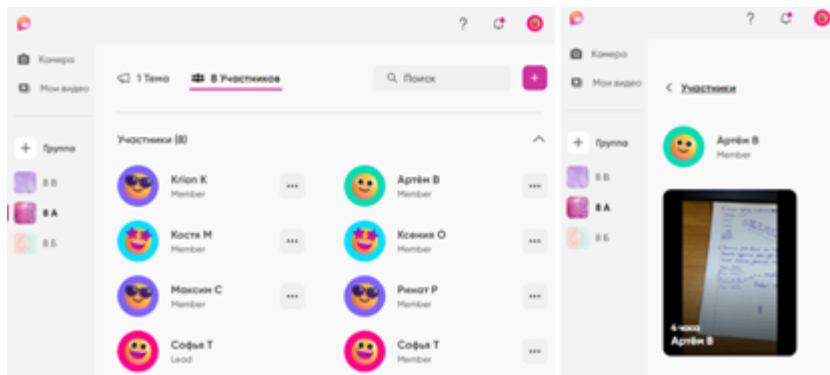 ?
Камера
Мои видео
1 Тема
8 Участников
Поиск
+
Участники (8)
+ Группа
8 В
8 А
8 Б
Krion K
Member
...
Артём В
Member
...
Костя М
Member
...
Ксения О
Member
...
Максим С
Member
...
Ринат Р
Member
...
Софья Т
Lead
Софья Т
Member
...
?
Камера
Мои видео
< Участники
+ Группа
8 В
8 А
8 Б
Артём В
Member
4 часа
Артём В